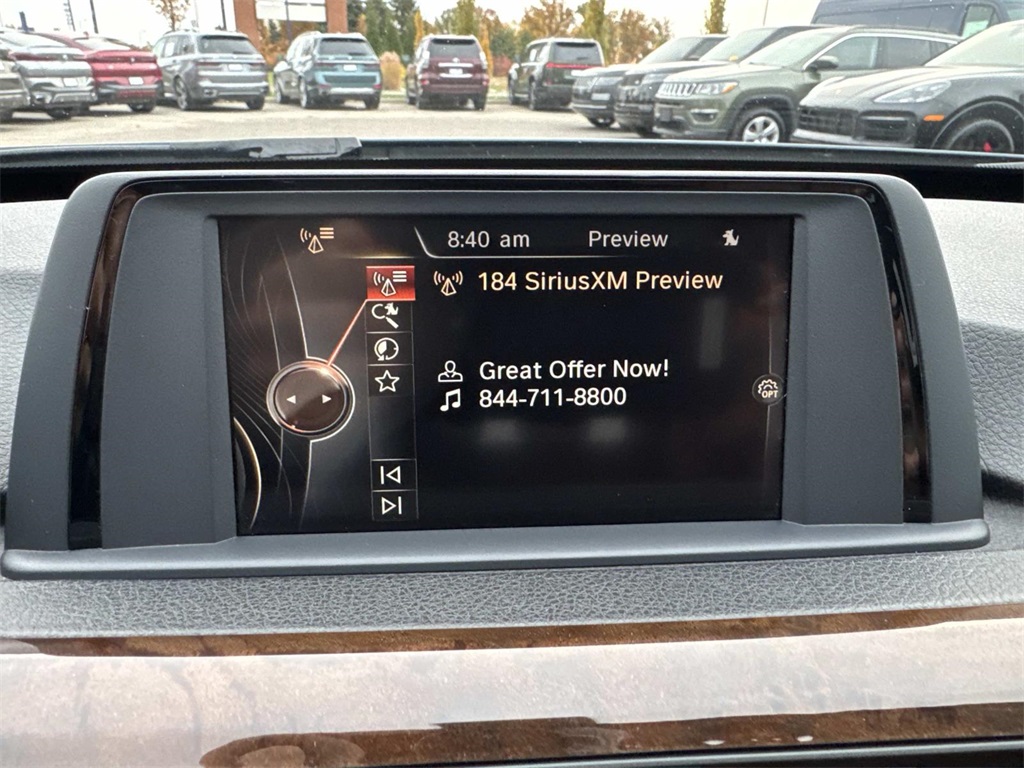 8:40 am Preview
184 SiriusXM Preview
Great Offer Now!
844-711-8800
OPT